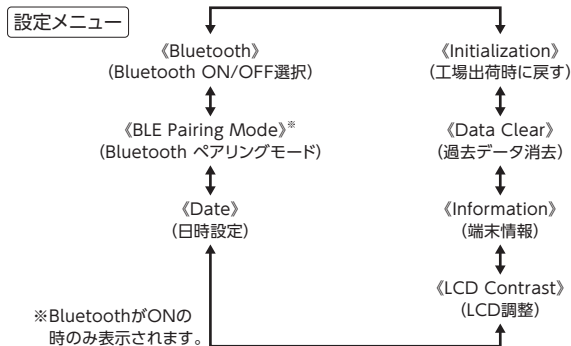 設定メニュー
《Bluetooth》
(Bluetooth ON/OFF選択)
《BLE Pairing Mode》※
(Bluetooth ペアリングモード)
《Date》
(日時設定)
※BluetoothがONの
時のみ表示されます。
《Initialization》
(工場出荷時に戻す)
《Data Clear》
(過去データ消去)
《Information》
(端末情報)
《LCD Contrast》
(LCD調整)